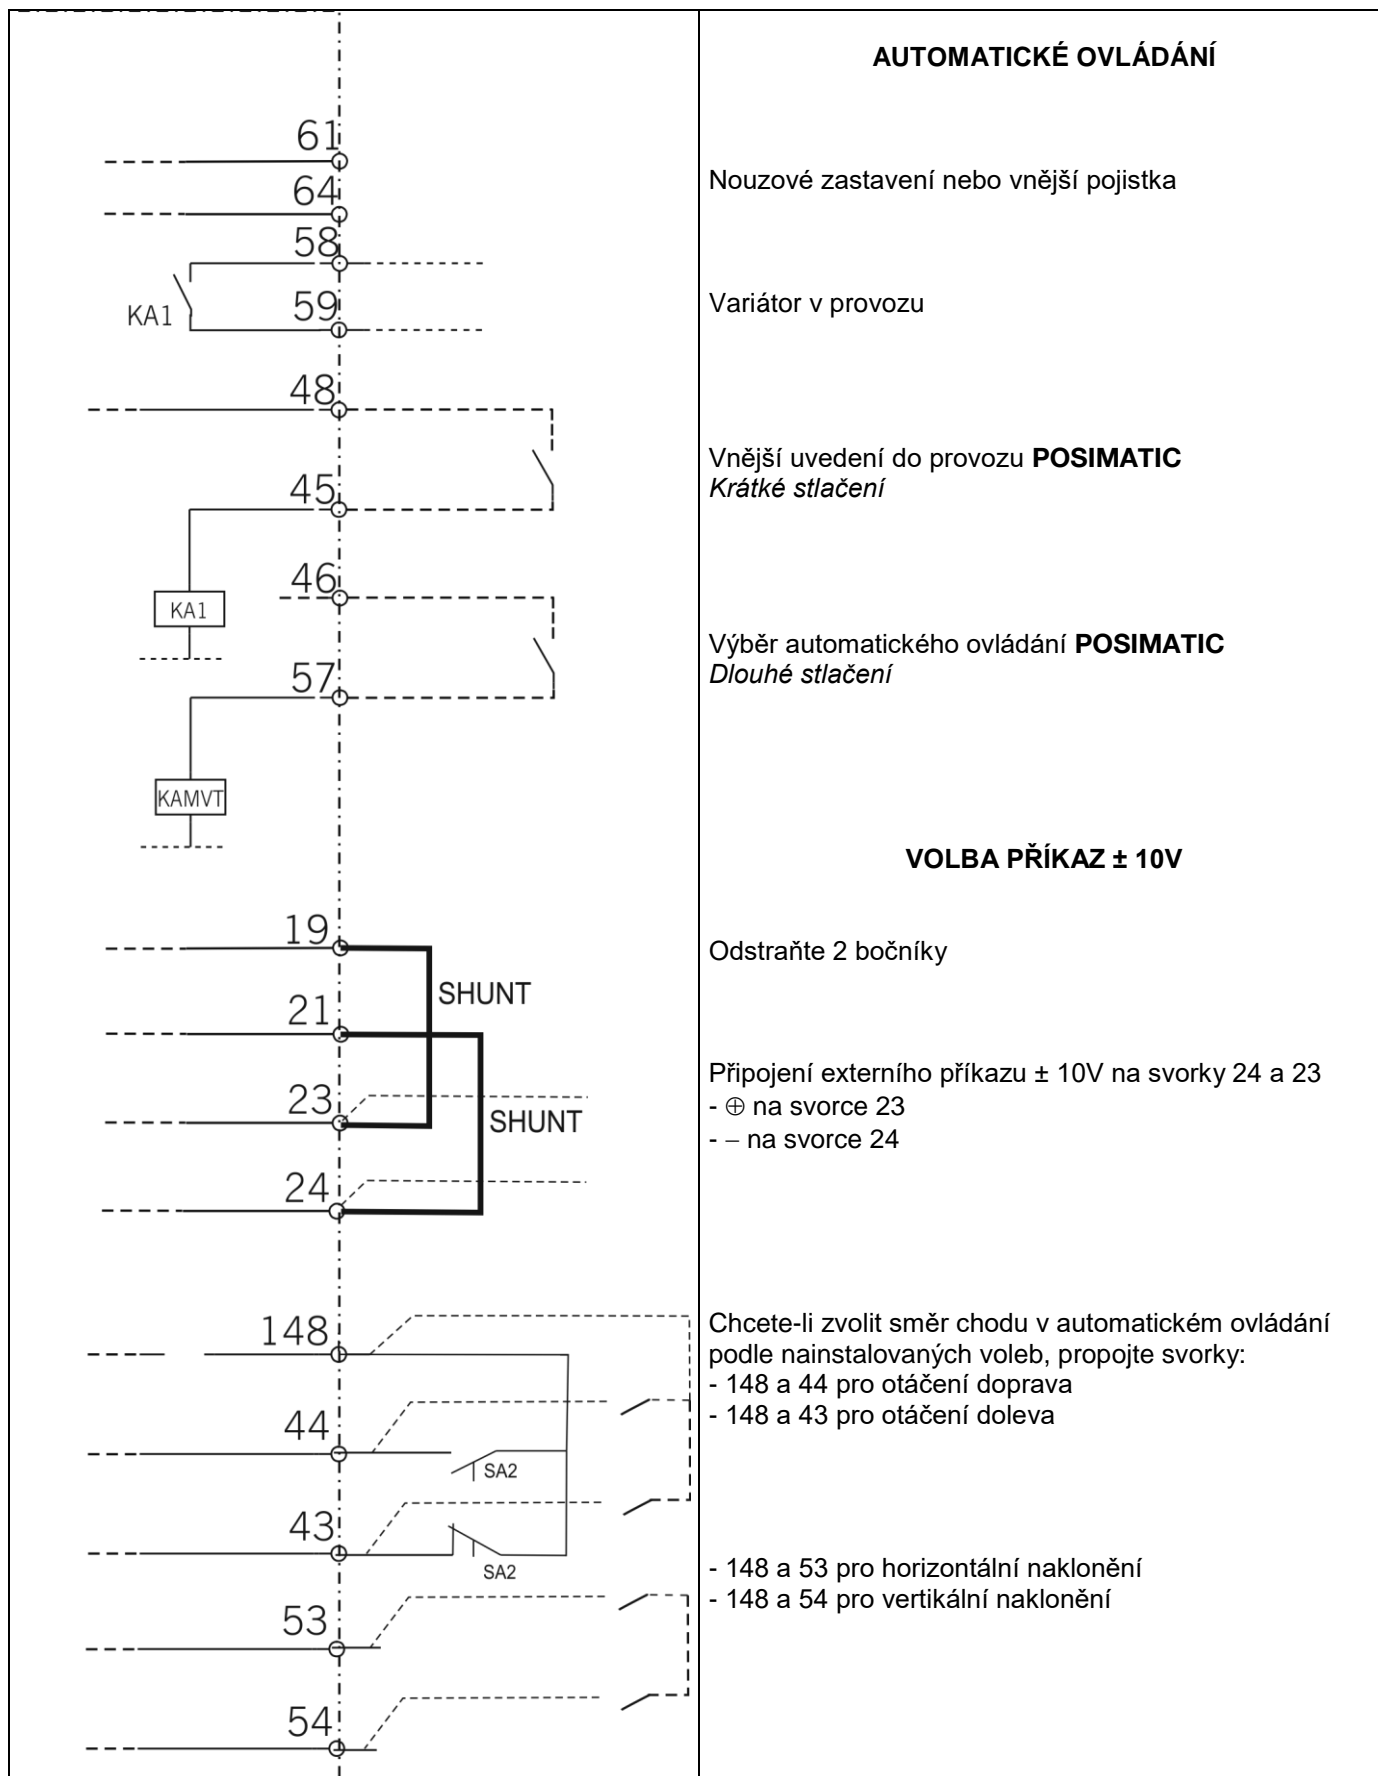 AUTOMATICKÉ OVLÁDÁNÍ
61
Nouzové zastavení nebo vnější pojistka
64
58
KA1
59
Variátor v provozu
48
Vnější uvedení do provozu POSIMATIC
Krátké stlačení
45
46
KA1
Výběr automatického ovládání POSIMATIC
Dlouhé stlačení
57
KAMVT
VOLBA PŘÍKAZ ± 10V
19
Odstraňte 2 bočníky
SHUNT
21
Připojení externího příkazu ± 10V na svorky 24 a 23
- ⊕ na svorce 23
- – na svorce 24
23
SHUNT
24
148
Chcete-li zvolit směr chodu v automatickém ovládání
podle nainstalovaných voleb, propojte svorky:
- 148 a 44 pro otáčení doprava
- 148 a 43 pro otáčení doleva
44
SA2
43
SA2
- 148 a 53 pro horizontální naklonění
- 148 a 54 pro vertikální naklonění
53
54